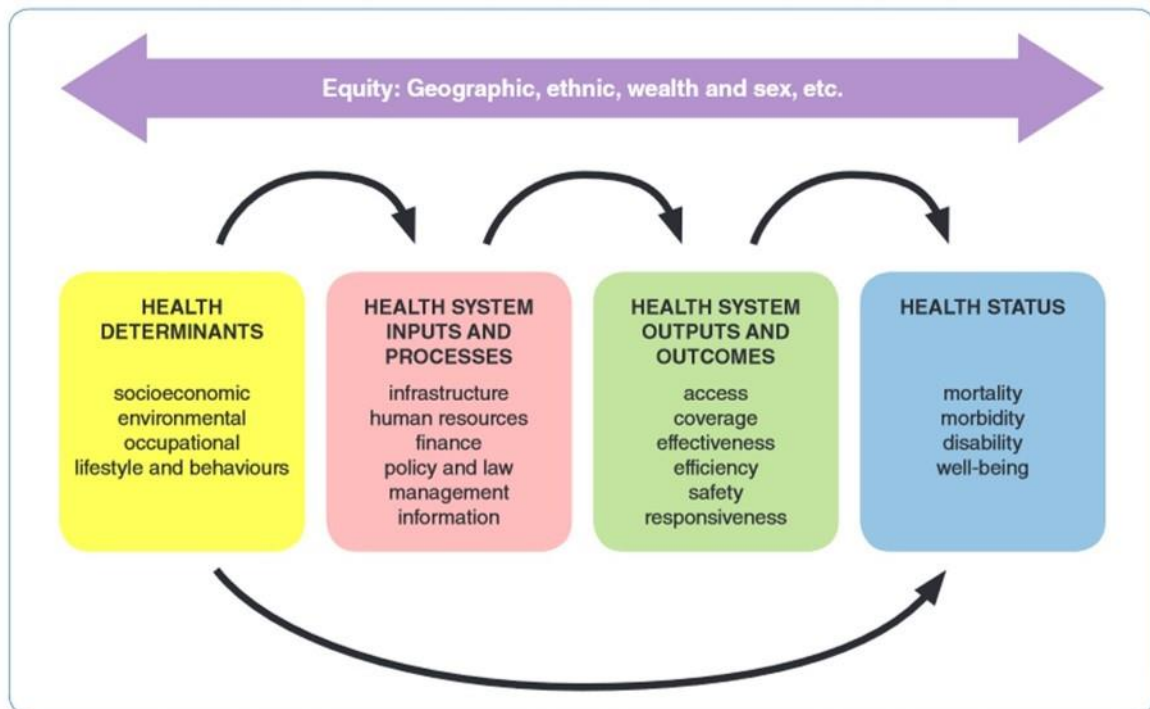 Equity: Geographic, ethnic, wealth and sex, etc.
HEALTH
DETERMINANTS
socioeconomic
environmental
occupational
lifestyle and behaviours
HEALTH SYSTEM
INPUTS AND
PROCESSES
infrastructure
human resources
finance
policy and law
management
information
HEALTH SYSTEM
OUTPUTS AND
OUTCOMES
access
coverage
effectiveness
efficiency
safety
responsiveness
HEALTH STATUS
mortality
morbidity
disability
well-being